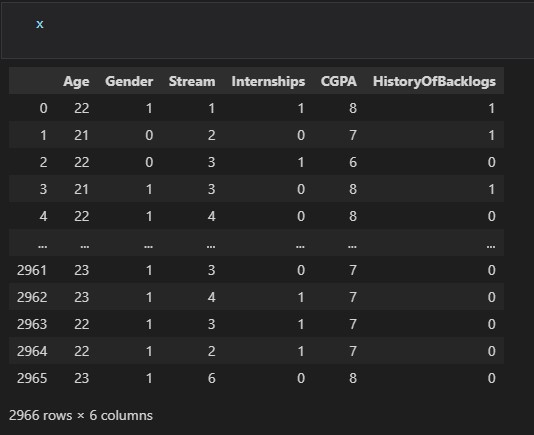 x
Age Gender Stream Internships CGPA HistoryOfBacklogs
0 22 1 1 1 8 1
1 21 0 2 0 7 1
2 22 0 3 1 6 0
3 21 1 3 0 8 1
4 22 1 4 0 8 0
... ... ... ... ... ... ...
2961 23 1 3 0 7 0
2962 23 1 4 1 7 0
2963 22 1 3 1 7 0
2964 22 1 2 1 7 0
2965 23 1 6 0 8 0
2966 rows × 6 columns